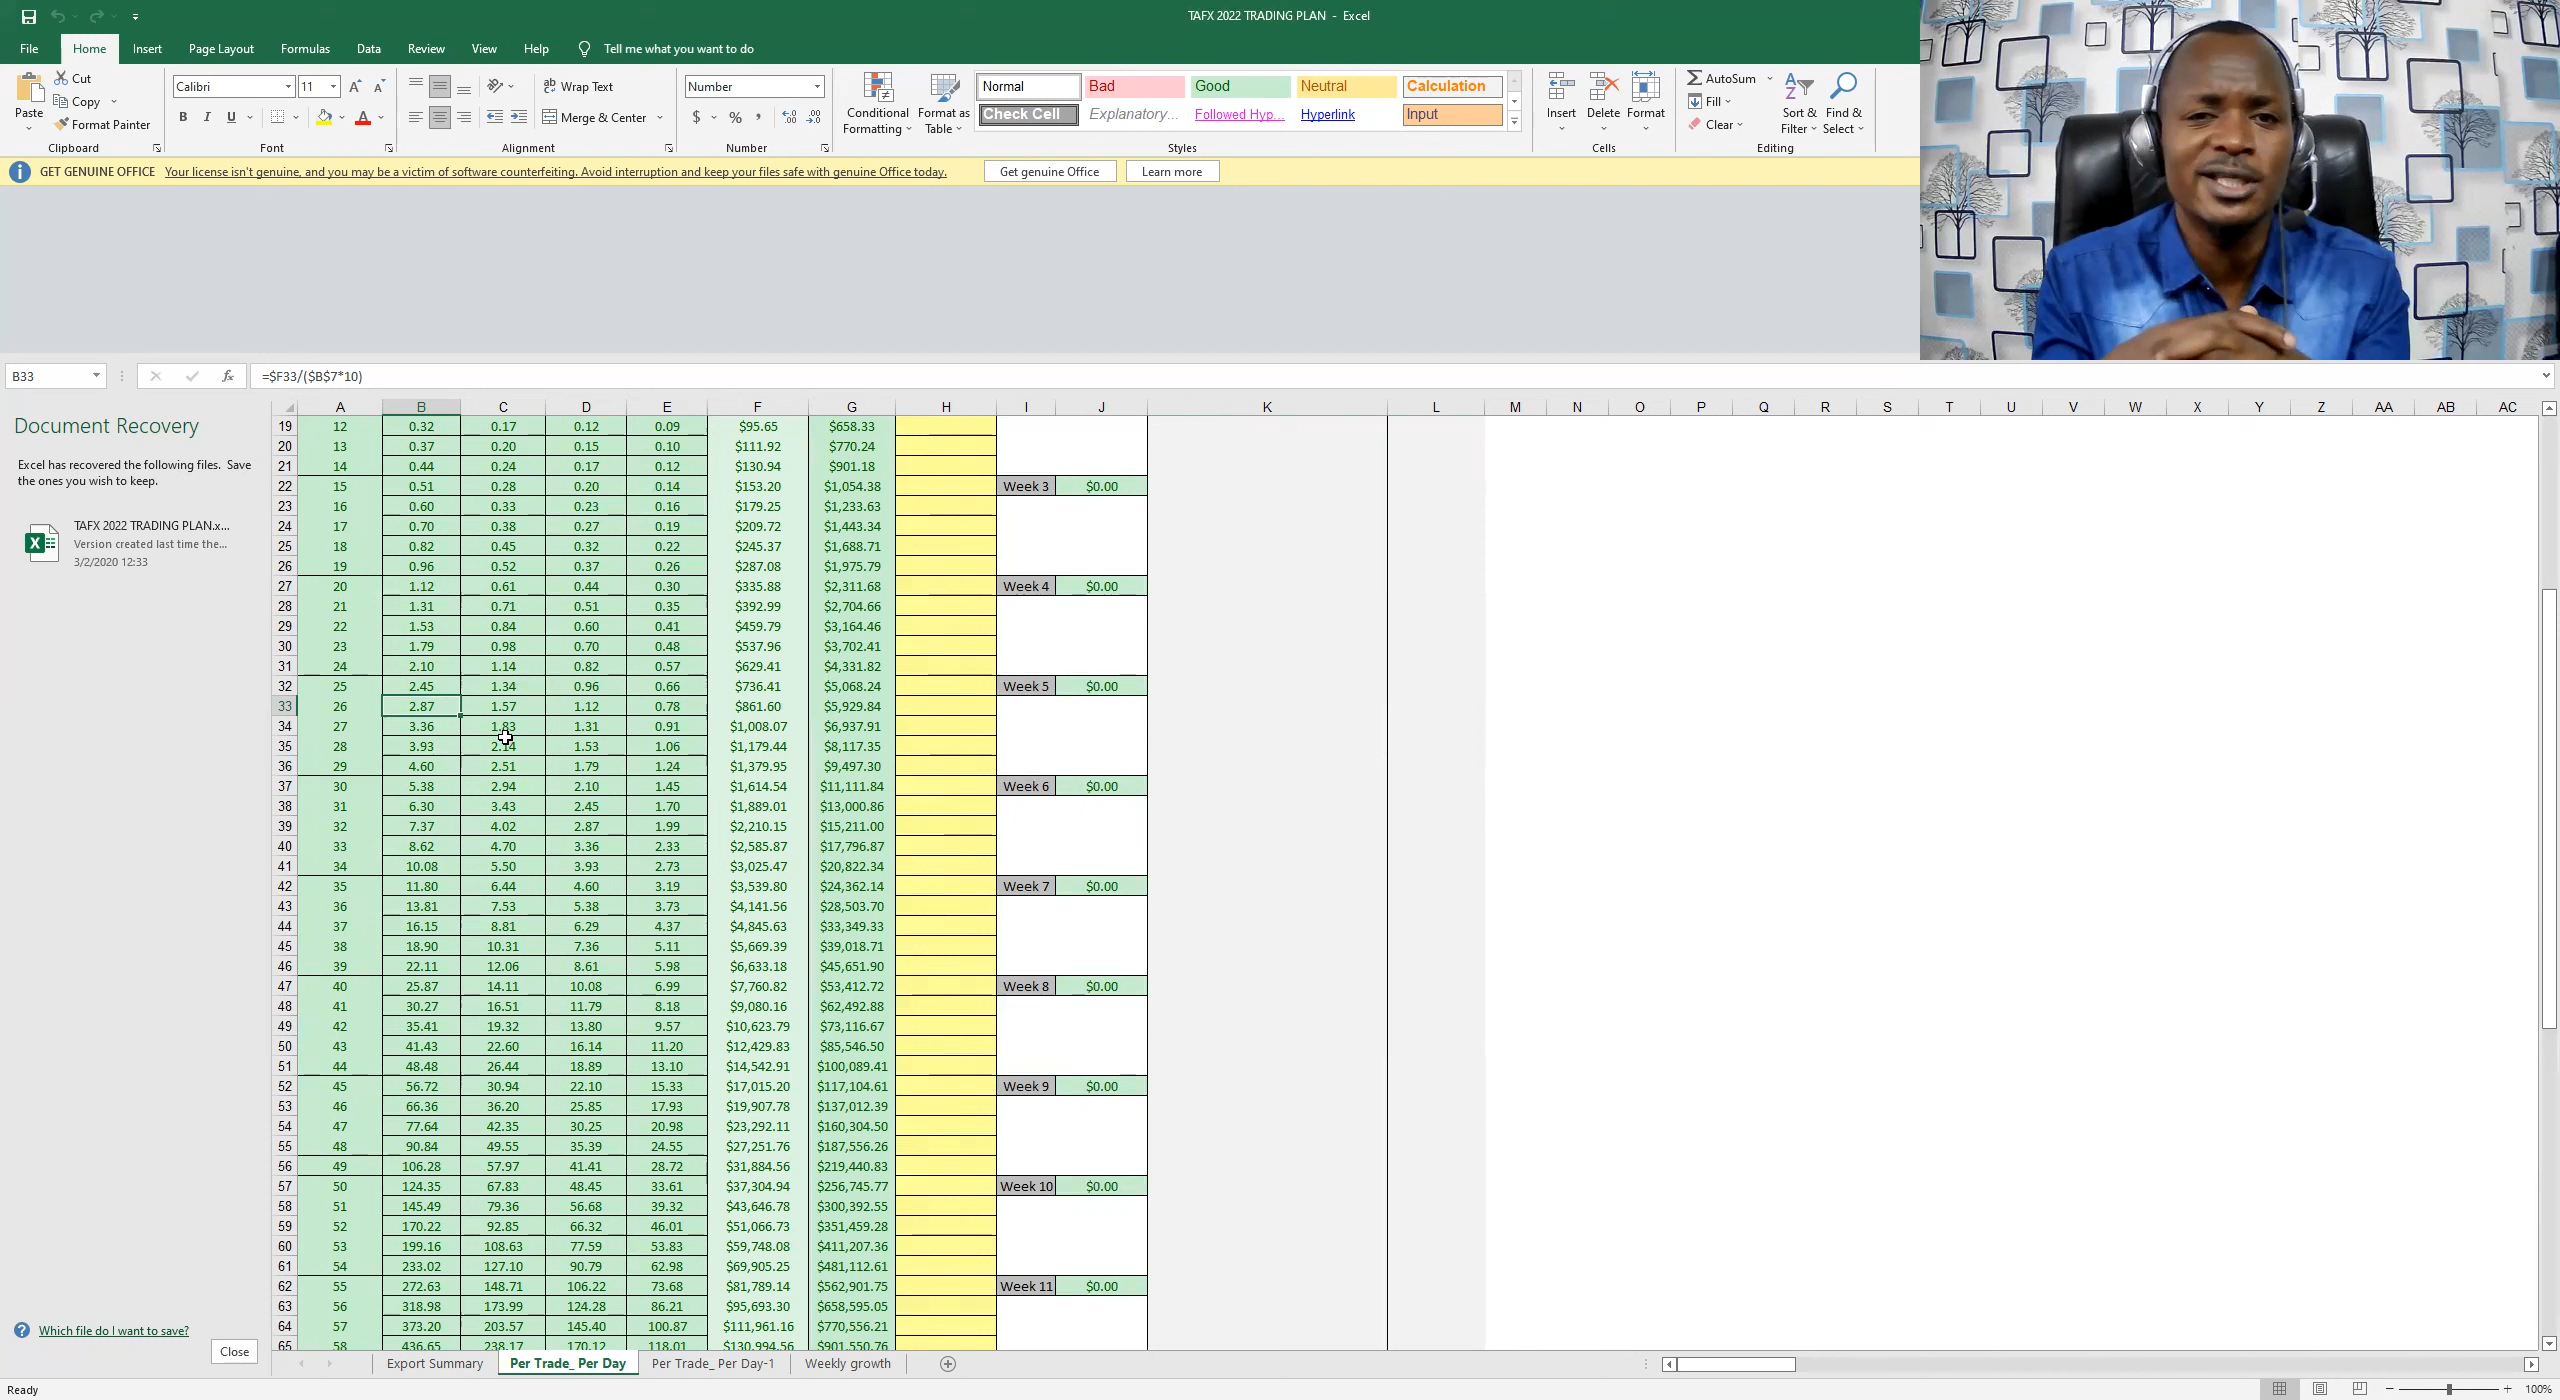 TAFX 2022 TRADING PLAN - Excel
File Home Insert Page Layout Formulas Data Review View Help Tell me what you want to do
Paste
Cut
Copy
Format Painter
Clipboard
Calibri 11
B I U
Font
Wrap Text
Merge & Center
Alignment
Number
$ % ,
Number
Conditional Formatting
Format as Table
Normal Bad Good Neutral Calculation
Check Cell Explanatory... Followed Hyp... Hyperlink Input
Styles
Insert Delete Format
Cells
AutoSum
Fill
Clear
Sort & Filter
Find & Select
Editing
GET GENUINE OFFICE Your license isn't genuine, and you may be a victim of software counterfeiting. Avoid interruption and keep your files safe with genuine Office today. Get genuine Office Learn more
B33 fx =$F33/($B$7*10)
Document Recovery
Excel has recovered the following files. Save
the ones you wish to keep.
TAFX 2022 TRADING PLAN.x...
Version created last time the...
3/2/2020 12:33
Which file do I want to save?
Close
A B C D E F G H I J K L M N O P Q R S T U V W X Y Z AA AB AC
19 12 0.32 0.17 0.12 0.09 $95.65 $658.33
20 13 0.37 0.20 0.15 0.10 $111.92 $770.24
21 14 0.44 0.24 0.17 0.12 $130.94 $901.18
22 15 0.51 0.28 0.20 0.14 $153.20 $1,054.38 Week 3 $0.00
23 16 0.60 0.33 0.23 0.16 $179.25 $1,233.63
24 17 0.70 0.38 0.27 0.19 $209.72 $1,443.34
25 18 0.82 0.45 0.32 0.22 $245.37 $1,688.71
26 19 0.96 0.52 0.37 0.26 $287.08 $1,975.79
27 20 1.12 0.61 0.44 0.30 $335.88 $2,311.68 Week 4 $0.00
28 21 1.31 0.71 0.51 0.35 $392.99 $2,704.66
29 22 1.53 0.84 0.60 0.41 $459.79 $3,164.46
30 23 1.79 0.98 0.70 0.48 $537.96 $3,702.41
31 24 2.10 1.14 0.82 0.57 $629.41 $4,331.82
32 25 2.45 1.34 0.96 0.66 $736.41 $5,068.24 Week 5 $0.00
33 26 2.87 1.57 1.12 0.78 $861.60 $5,929.84
34 27 3.36 1.83 1.31 0.91 $1,008.07 $6,937.91
35 28 3.93 2.14 1.53 1.06 $1,179.44 $8,117.35
36 29 4.60 2.51 1.79 1.24 $1,379.95 $9,497.30
37 30 5.38 2.94 2.10 1.45 $1,614.54 $11,111.84 Week 6 $0.00
38 31 6.30 3.43 2.45 1.70 $1,889.01 $13,000.86
39 32 7.37 4.02 2.87 1.99 $2,210.15 $15,211.00
40 33 8.62 4.70 3.36 2.33 $2,585.87 $17,796.87
41 34 10.08 5.50 3.93 2.73 $3,025.47 $20,822.34
42 35 11.80 6.44 4.60 3.19 $3,539.80 $24,362.14 Week 7 $0.00
43 36 13.81 7.53 5.38 3.73 $4,141.56 $28,503.70
44 37 16.15 8.81 6.29 4.37 $4,845.63 $33,349.33
45 38 18.90 10.31 7.36 5.11 $5,669.39 $39,018.71
46 39 22.11 12.06 8.61 5.98 $6,633.18 $45,651.90
47 40 25.87 14.11 10.08 6.99 $7,760.82 $53,412.72 Week 8 $0.00
48 41 30.27 16.51 11.79 8.18 $9,080.16 $62,492.88
49 42 35.41 19.32 13.80 9.57 $10,623.79 $73,116.67
50 43 41.43 22.60 16.14 11.20 $12,429.83 $85,546.50
51 44 48.48 26.44 18.89 13.10 $14,542.91 $100,089.41
52 45 56.72 30.94 22.10 15.33 $17,015.20 $117,104.61 Week 9 $0.00
53 46 66.36 36.20 25.85 17.93 $19,907.78 $137,012.39
54 47 77.64 42.35 30.25 20.98 $23,292.11 $160,304.50
55 48 90.84 49.55 35.39 24.55 $27,251.76 $187,556.26
56 49 106.28 57.97 41.41 28.72 $31,884.56 $219,440.83
57 50 124.35 67.83 48.45 33.61 $37,304.94 $256,745.77 Week 10 $0.00
58 51 145.49 79.36 56.68 39.32 $43,646.78 $300,392.55
59 52 170.22 92.85 66.32 46.01 $51,066.73 $351,459.28
60 53 199.16 108.63 77.59 53.83 $59,748.08 $411,207.36
61 54 233.02 127.10 90.79 62.98 $69,905.25 $481,112.61
62 55 272.63 148.71 106.22 73.68 $81,789.14 $562,901.75 Week 11 $0.00
63 56 318.98 173.99 124.28 86.21 $95,693.30 $658,595.05
64 57 373.20 203.57 145.40 100.87 $111,961.16 $770,556.21
65 58 436.65 238.17 170.12 118.01 $130,994.56 $901,550.76
Export Summary Per Trade_ Per Day Per Trade_ Per Day-1 Weekly growth
Ready 100%